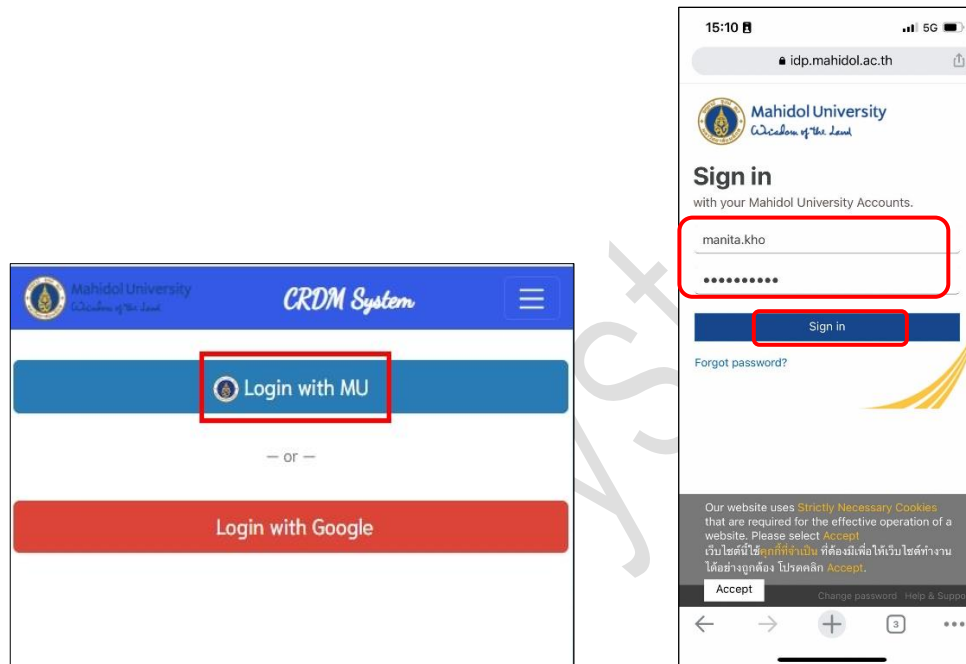 Mahidol University
Wisdom of the Land
CRDM System
Login with MU
— or —
Login with Google
15:10
5G
idp.mahidol.ac.th
Mahidol University
Wisdom of the Land
Sign in
with your Mahidol University Accounts.
manita.kho
••••••••••
Sign in
Forgot password?
Our website uses Strictly Necessary Cookies
that are required for the effective operation of a
website. Please select Accept
เว็บไซต์นี้ใช้คุกกี้ที่จำเป็น ที่ต้องมีเพื่อให้เว็บไซต์ทำงาน
ได้อย่างถูกต้อง โปรดคลิก Accept.
Accept
Change password Help & Suppo
3
yst